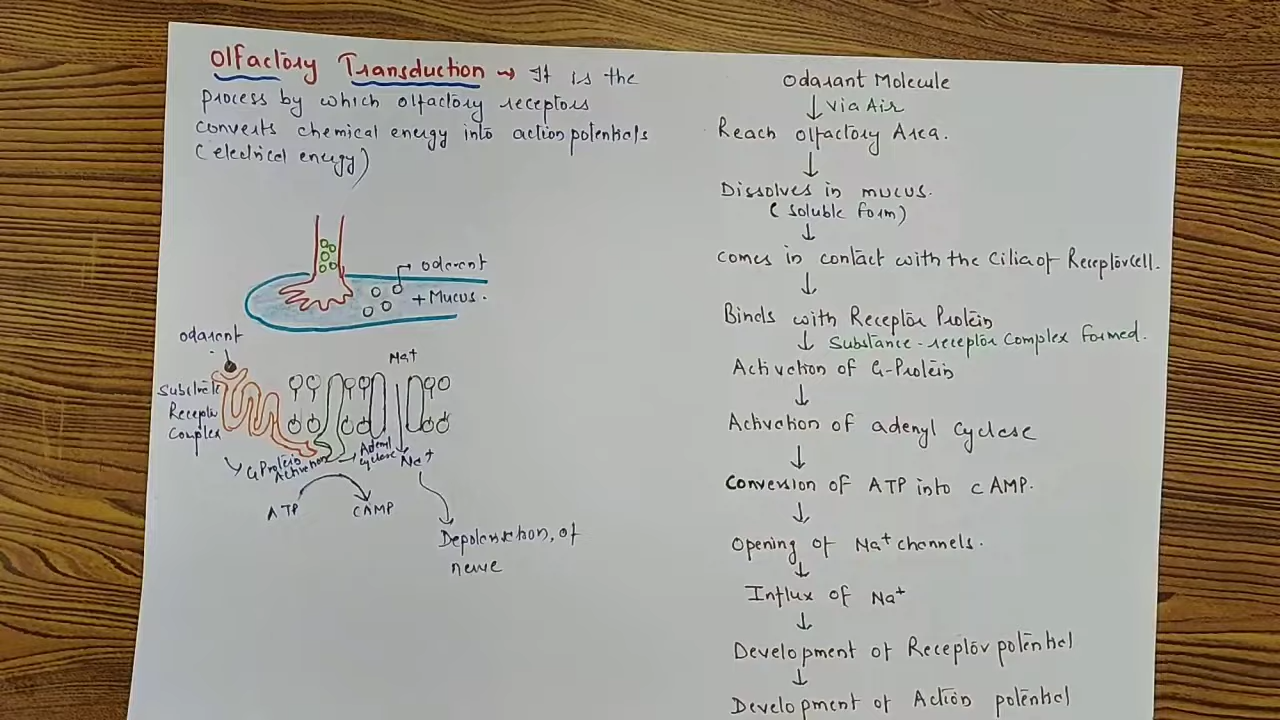 Olfactory Transduction → It is the
process by which olfactory receptors
converts chemical energy into action potentials
(electrical energy)
odarent
+ Mucus.
odarent
Substrate
Receptor
Complex
Na+
G Protein
Activation
Adenyl
cyclase
Na+
ATP
CAMP
Depolarisation, of
nerve
Odarant Molecule
↓ via Air
Reach olfactory Area.
↓
Dissolves in mucus.
(soluble form)
↓
Comes in contact with the Cilia of Receptor cell.
↓
Binds with Receptor Protein
↓ Substance-receptor Complex formed.
Activation of G-Protein
↓
Activation of adenyl Cyclase
↓
Conversion of ATP into cAMP.
↓
Opening of Na+ channels.
↓
Influx of Na+
↓
Development of Receptor potential
↓
Development of Action potential